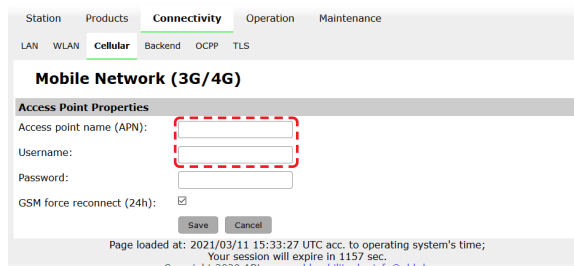 Station Products Connectivity Operation Maintenance
LAN WLAN Cellular Backend OCPP TLS
Mobile Network (3G/4G)
Access Point Properties
Access point name (APN):
Username:
Password:
GSM force reconnect (24h):
Save Cancel
Page loaded at: 2021/03/11 15:33:27 UTC acc. to operating system's time;
Your session will expire in 1157 sec.